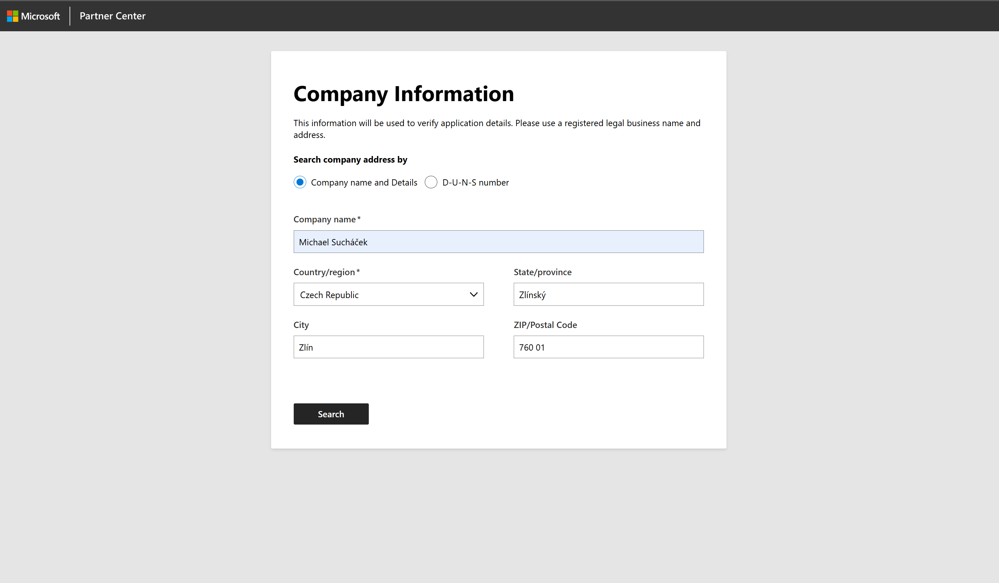 Microsoft
Partner Center
Company Information
This information will be used to verify application details. Please use a registered legal business name and
address.
Search company address by
Company name and Details
D-U-N-S number
Company name*
Michael Sucháček
Country/region*
State/province
Czech Republic
Zlínský
City
ZIP/Postal Code
Zlín
760 01
Search